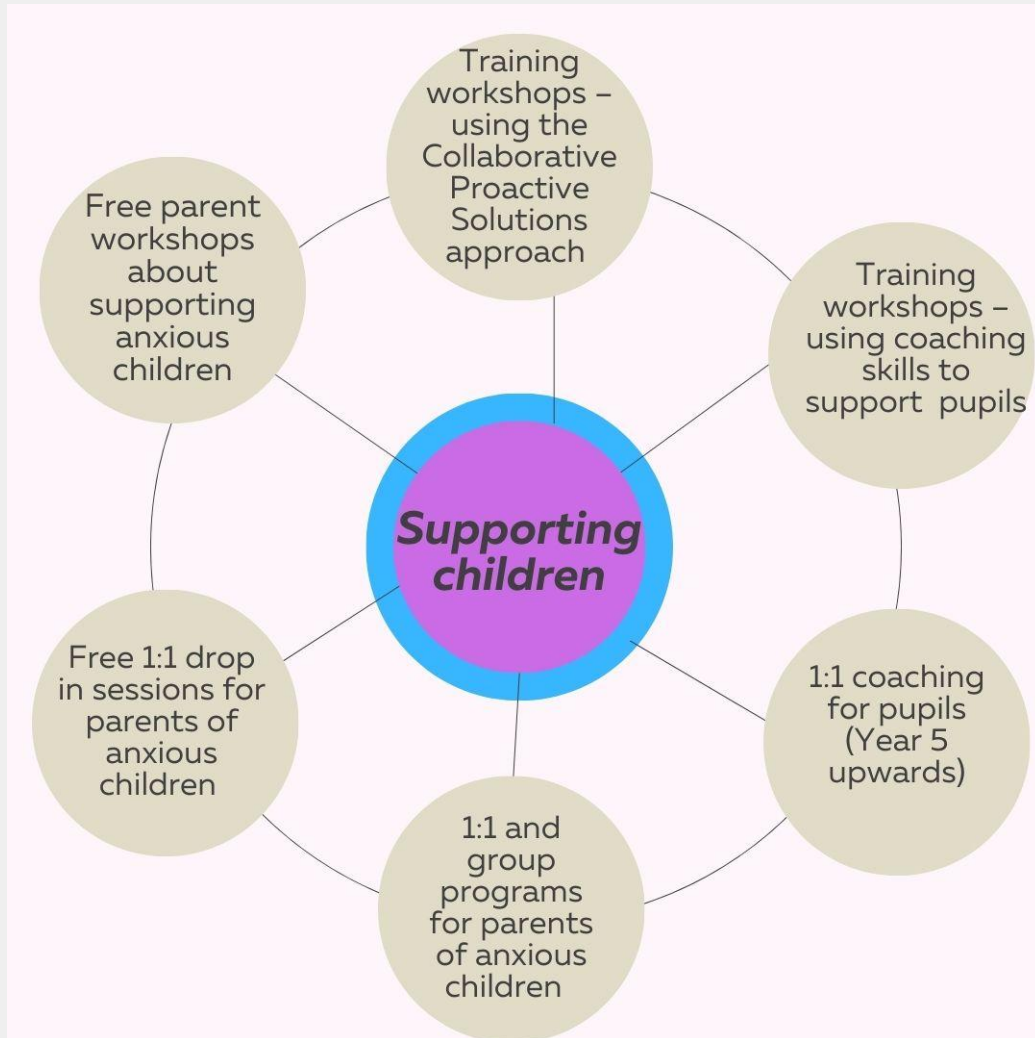 Supporting
children
Training
workshops –
using the
Collaborative
Proactive
Solutions
approach
Training
workshops –
using coaching
skills to
support pupils
1:1 coaching
for pupils
(Year 5
upwards)
1:1 and
group
programs
for parents
of anxious
children
Free 1:1 drop
in sessions for
parents of
anxious
children
Free parent
workshops
about
supporting
anxious
children